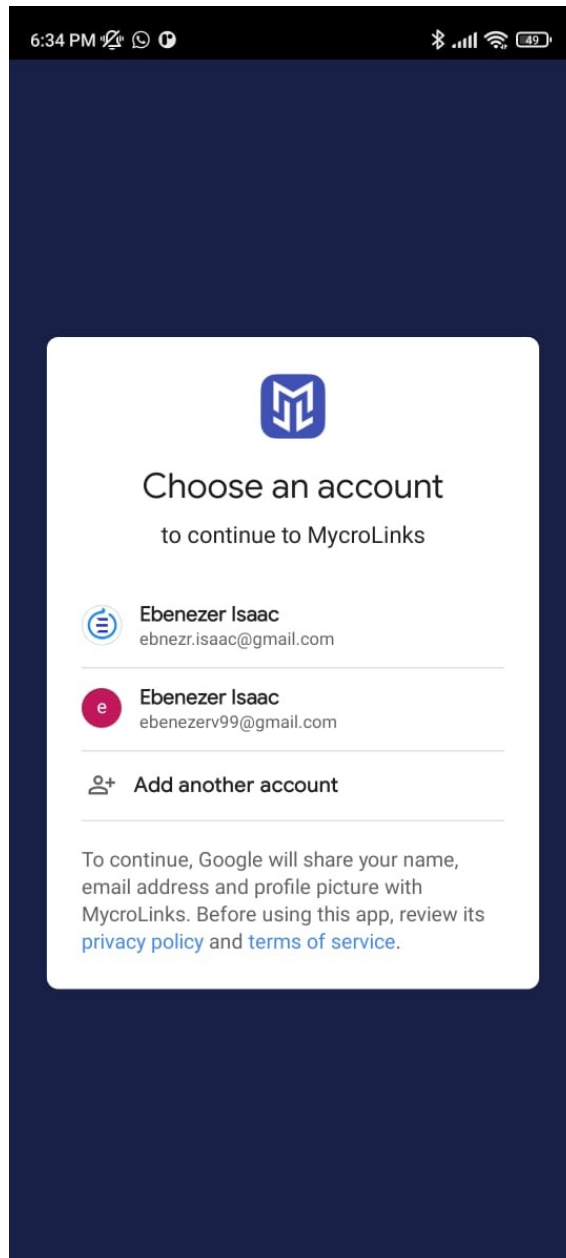 6:34 PM 49
Choose an account
to continue to MycroLinks
Ebenezer Isaac
ebnezr.isaac@gmail.com
e
Ebenezer Isaac
ebenezerv99@gmail.com
Add another account
To continue, Google will share your name,
email address and profile picture with
MycroLinks. Before using this app, review its
privacy policy and terms of service.